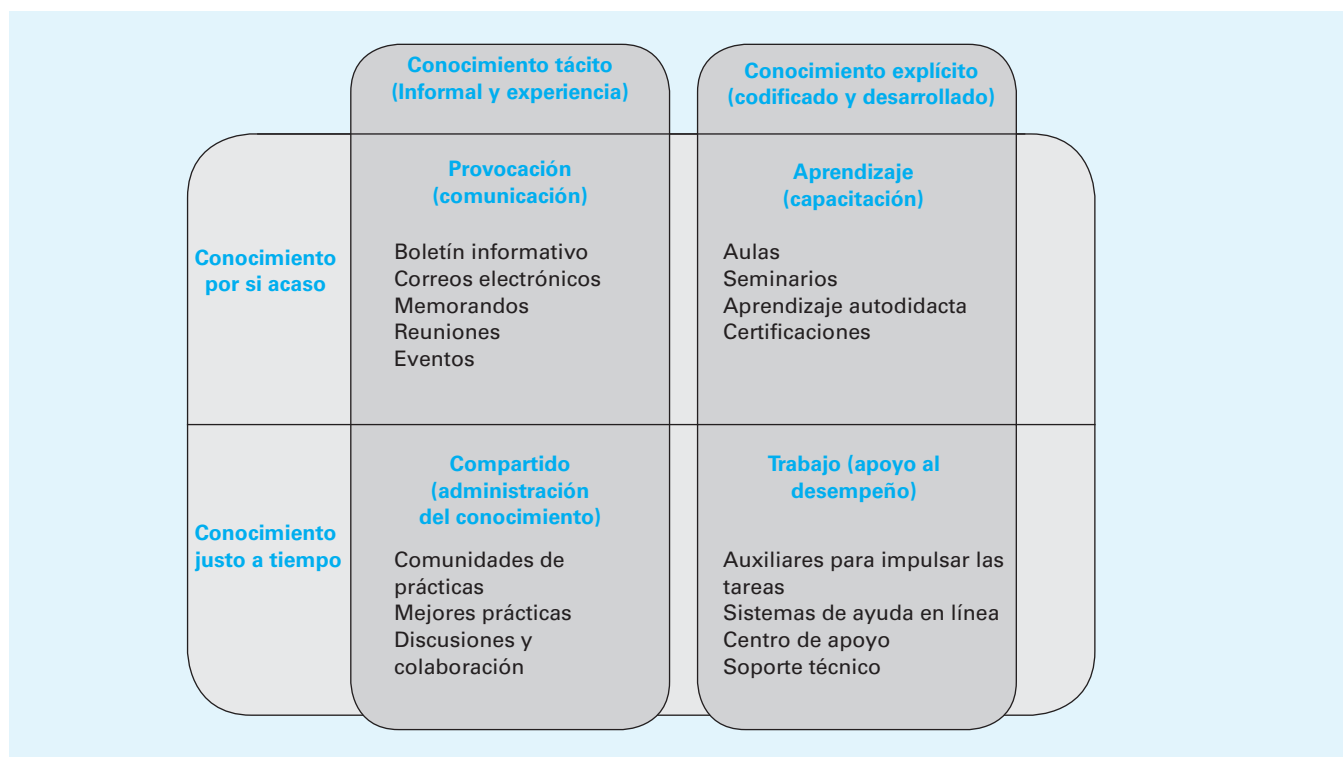 Conocimiento tácito
(Informal y experiencia)
Conocimiento explícito
(codificado y desarrollado)
Conocimiento
por si acaso
Provocación
(comunicación)
Boletín informativo
Correos electrónicos
Memorandos
Reuniones
Eventos
Aprendizaje
(capacitación)
Aulas
Seminarios
Aprendizaje autodidacta
Certificaciones
Conocimiento
justo a tiempo
Compartido
(administración
del conocimiento)
Comunidades de
prácticas
Mejores prácticas
Discusiones y
colaboración
Trabajo (apoyo al
desempeño)
Auxiliares para impulsar las
tareas
Sistemas de ayuda en línea
Centro de apoyo
Soporte técnico